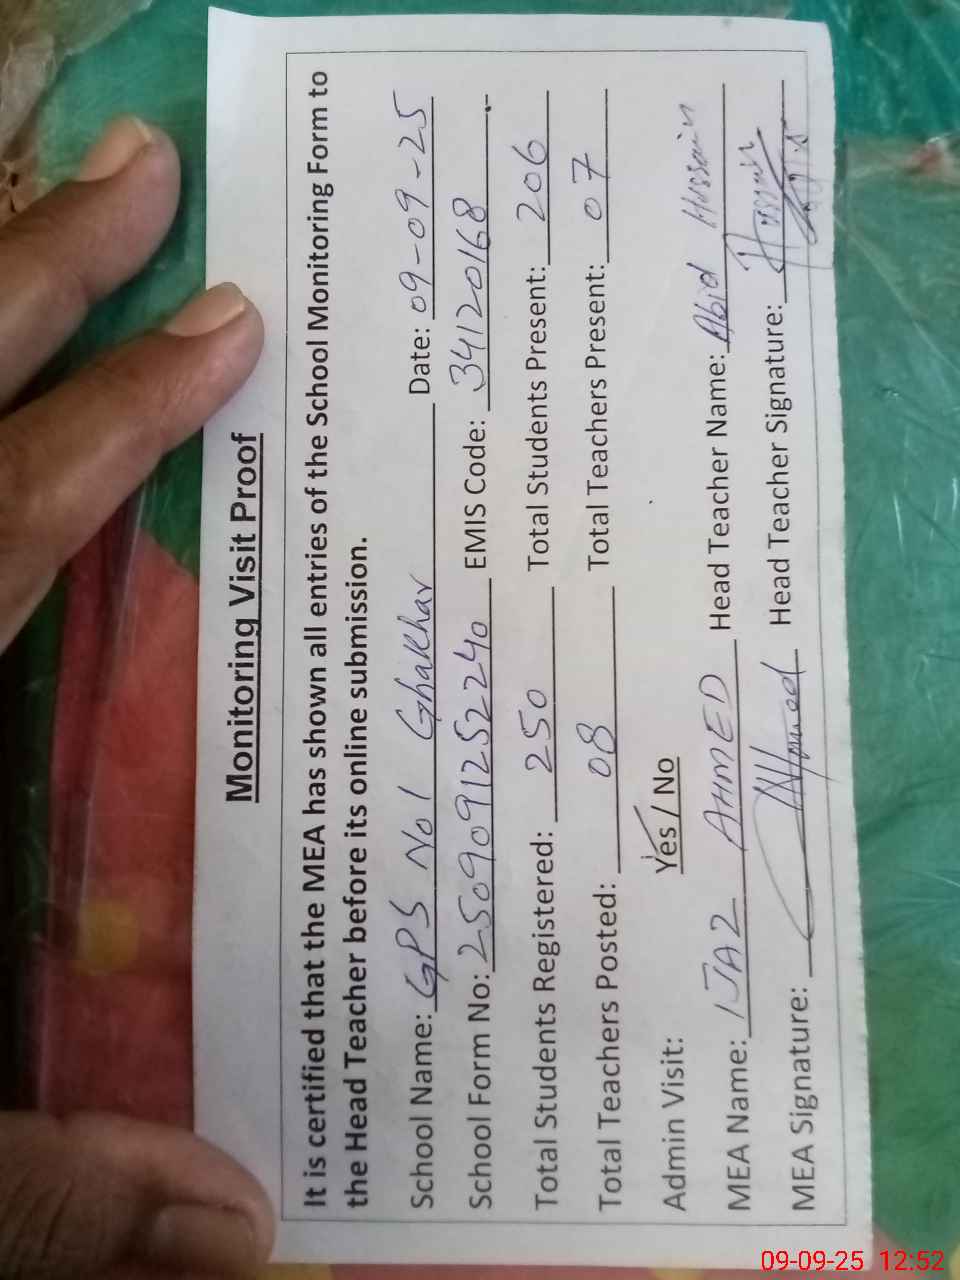 Monitoring Visit Proof
It is certified that the MEA has shown all entries of the School Monitoring Form to
the Head Teacher before its online submission.
School Name: GPS No1 Ghakhar Date: 09-09-25
School Form No: 2509091252240 EMIS Code: 34120168
Total Students Registered: 250 Total Students Present: 206
Total Teachers Posted: 08 Total Teachers Present: 07
Admin Visit: Yes / No
MEA Name: IJAZ AHMED Head Teacher Name: Abid Hussain
MEA Signature: Ahmed Head Teacher Signature: Hussain
09-09-25 12:52